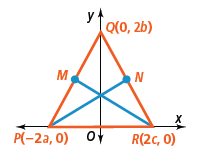 y
Q(0, 2b)
M
N
x
P(−2a, 0)
O
R(2c, 0)